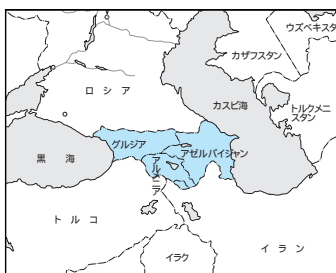 ウズベキスタ
カザフスタン
ロ シ ア
カスピ海
トルクメニ
スタン
グルジア
アゼルバイジャン
黒 海
アルメニア
ト ル コ
イ ラ ン
イラク